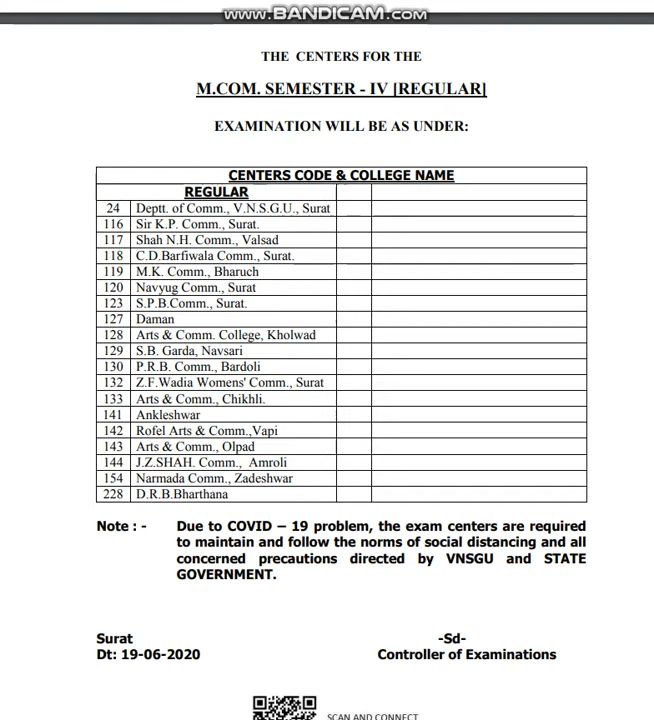 www.BANDICAM.com
THE CENTERS FOR THE
M.COM. SEMESTER - IV [REGULAR]
EXAMINATION WILL BE AS UNDER:
CENTERS CODE & COLLEGE NAME
REGULAR
24 Deptt. of Comm., V.N.S.G.U., Surat
116 Sir K.P. Comm., Surat.
117 Shah N.H. Comm., Valsad
118 C.D.Barfiwala Comm., Surat.
119 M.K. Comm., Bharuch
120 Navyug Comm., Surat
123 S.P.B.Comm., Surat.
127 Daman
128 Arts & Comm. College, Kholwad
129 S.B. Garda, Navsari
130 P.R.B. Comm., Bardoli
132 Z.F.Wadia Womens' Comm., Surat
133 Arts & Comm., Chikhli.
141 Ankleshwar
142 Rofel Arts & Comm.,Vapi
143 Arts & Comm., Olpad
144 J.Z.SHAH. Comm., Amroli
154 Narmada Comm., Zadeshwar
228 D.R.B.Bharthana
Note : - Due to COVID – 19 problem, the exam centers are required
to maintain and follow the norms of social distancing and all
concerned precautions directed by VNSGU and STATE
GOVERNMENT.
Surat -Sd-
Dt: 19-06-2020 Controller of Examinations
SCAN AND CONNECT